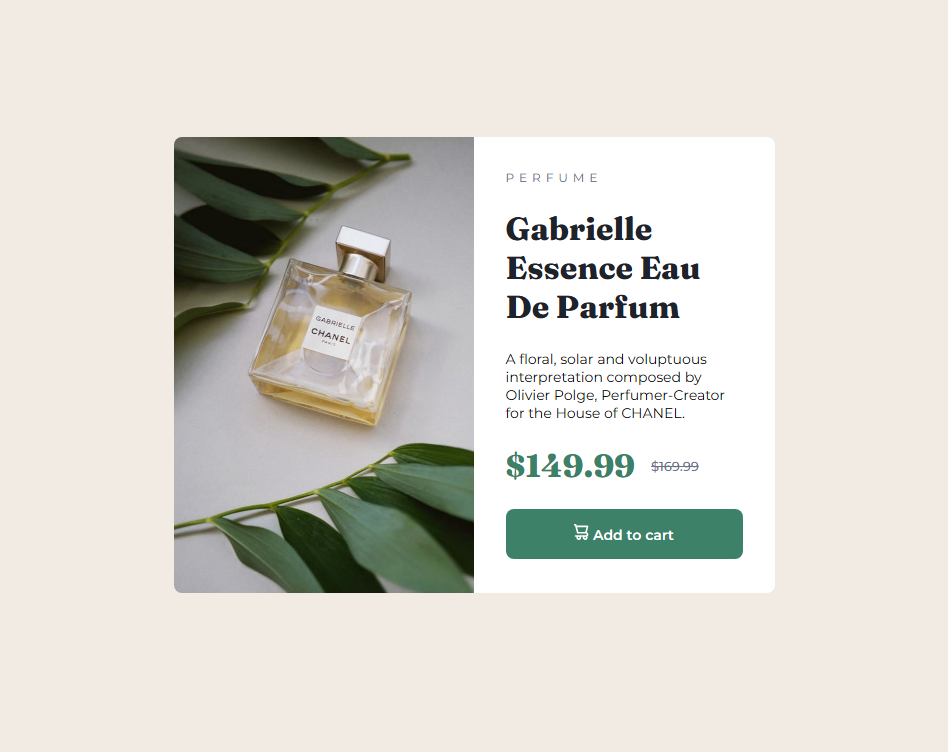 GABRIELLE
CHANEL
PARIS
PERFUME
Gabrielle
Essence Eau
De Parfum
A floral, solar and voluptuous
interpretation composed by
Olivier Polge, Perfumer-Creator
for the House of CHANEL.
$149.99 $169.99
Add to cart